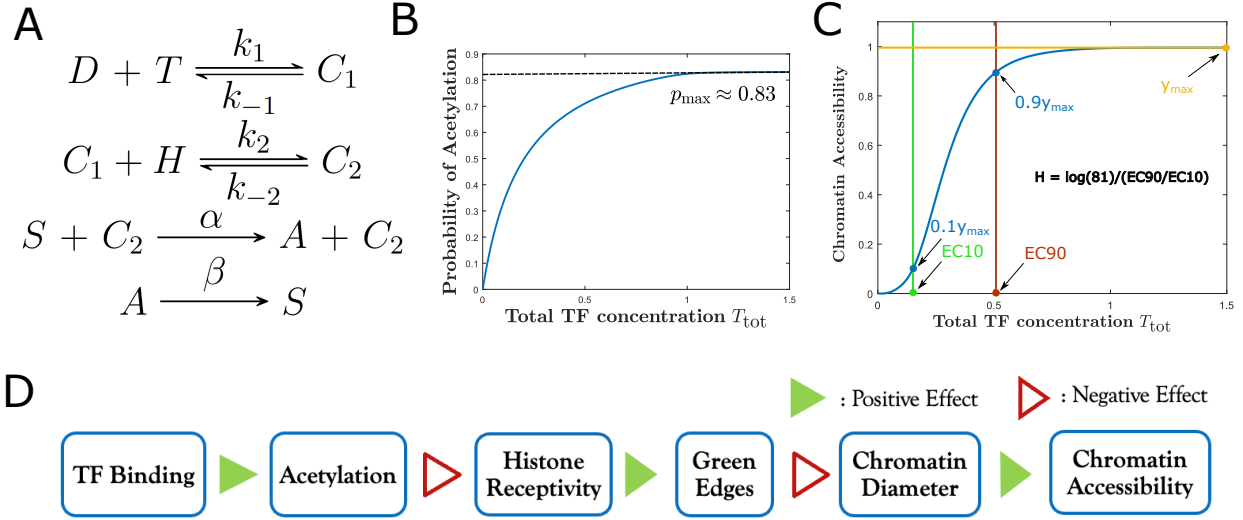 A
D + T k₁ k₋₁ C₁
C₁ + H k₂ k₋₂ C₂
S + C₂ α A + C₂
A β S
B
Probability of Acetylation
0.9
0.8
0.7
0.6
0.5
0.4
0.3
0.2
0.1
0
pmax ≈ 0.83
0 0.5 1 1.5
Total TF concentration Ttot
C
Chromatin Accessibility
1
0.8
0.6
0.4
0.2
0
ymax
0.9ymax
H = log(81)/(EC90/EC10)
0.1ymax
EC10
EC90
0 0.5 1 1.5
Total TF concentration Ttot
D
: Positive Effect : Negative Effect
TF Binding
Acetylation
Histone
Receptivity
Green
Edges
Chromatin
Diameter
Chromatin
Accessibility